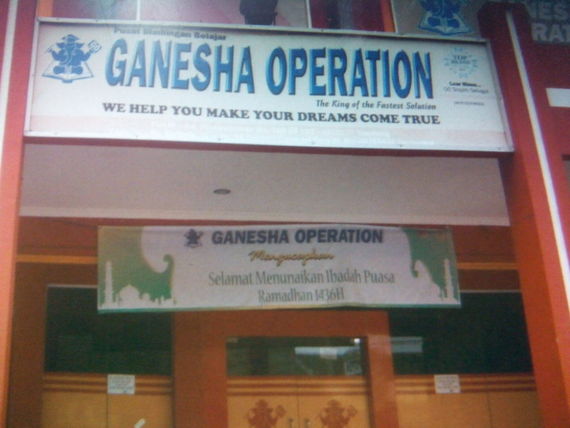 Pusat Bimbingan Belajar
GANESHA OPERATION
The King of the Fastest Solution
WE HELP YOU MAKE YOUR DREAMS COME TRUE
TOP
GANESHA OPERATION
Mengucapkan
Selamat Menunaikan Ibadah Puasa
Ramadhan 1436H